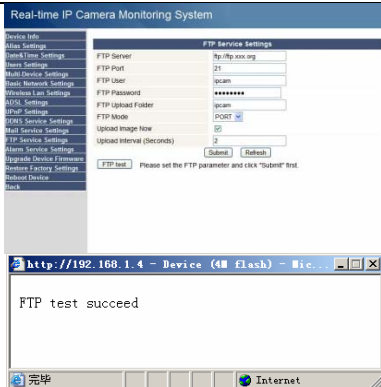 Real-time IP Camera Monitoring System
Device Info
Alias Settings
Date&Time Settings
Users Settings
Multi-Device Settings
Basic Network Settings
Wireless Lan Settings
ADSL Settings
UPnP Settings
DDNS Service Settings
Mail Service Settings
FTP Service Settings
Alarm Service Settings
Upgrade Device Firmware
Restore Factory Settings
Reboot Device
Back
FTP Service Settings
FTP Server ftp://ftp.xxx.org
FTP Port 21
FTP User ipcam
FTP Password ••••••••
FTP Upload Folder ipcam
FTP Mode PORT
Upload Image Now
Upload Interval (Seconds) 2
Submit Refresh
FTP test Please set the FTP parameter and click "Submit" first.
http://192.168.1.4 - Device (4M flash) - Mic...
FTP test succeed
完毕 Internet